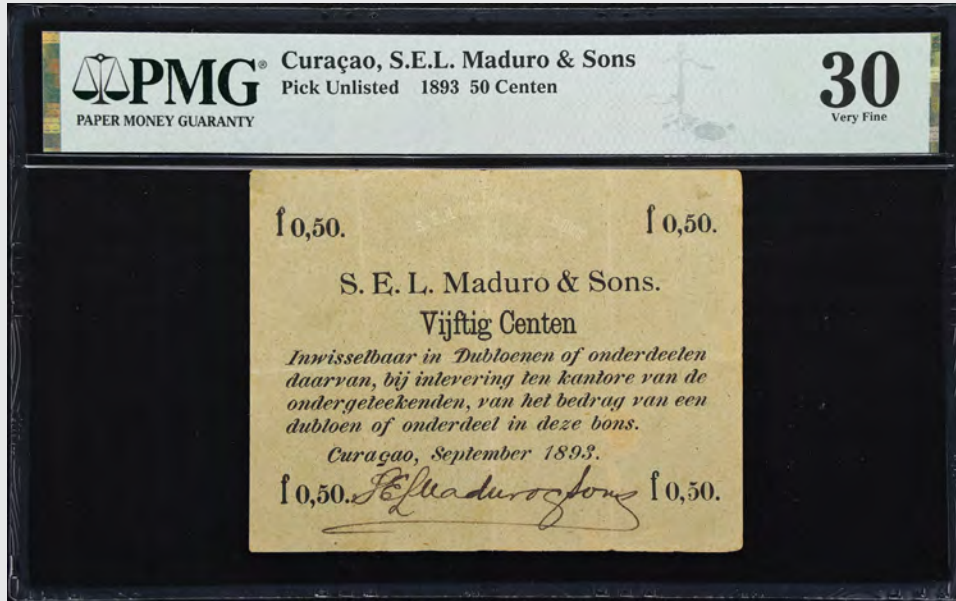 PMG®
PAPER MONEY GUARANTY
Curaçao, S.E.L. Maduro & Sons
Pick Unlisted 1893 50 Centen
30
Very Fine
f 0,50. f 0,50.
S. E. L. Maduro & Sons.
Vijftig Centen
Inwisselbaar in Dubloenen of onderdeelen
daarvan, bij inlevering ten kantore van de
ondergeteekenden, van het bedrag van een
dubloen of onderdeel in deze bons.
Curaçao, September 1893.
f 0,50. SELMaduro & Sons f 0,50.